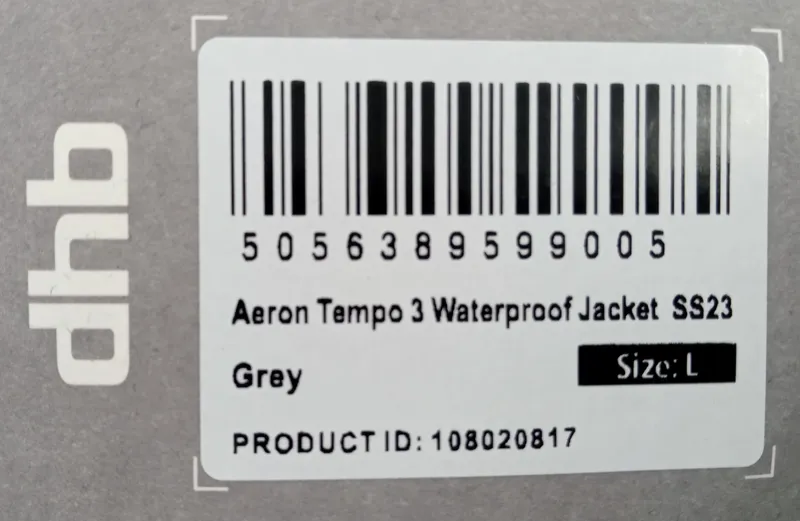 dhb
5056389599005
Aeron Tempo 3 Waterproof Jacket SS23
Grey
Size: L
PRODUCT ID: 108020817